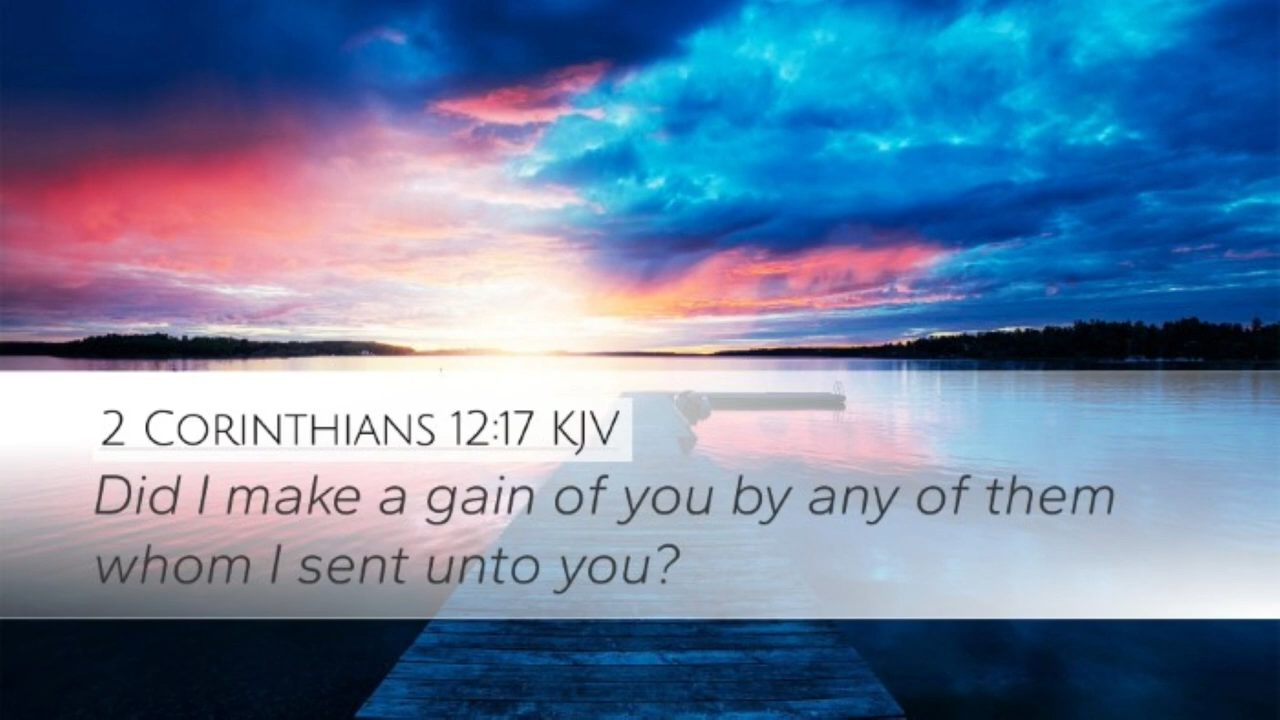 2 Corinthians 12:17 KJV
Did I make a gain of you by any of them
whom I sent unto you?